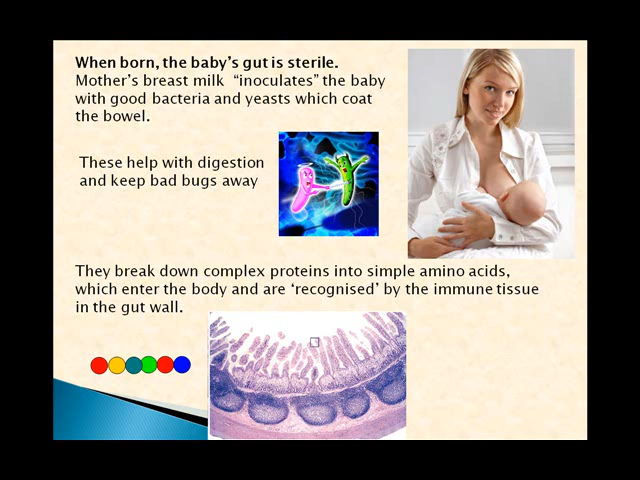 When born, the baby’s gut is sterile.
Mother’s breast milk “inoculates” the baby
with good bacteria and yeasts which coat
the bowel.
These help with digestion
and keep bad bugs away
They break down complex proteins into simple amino acids,
which enter the body and are ‘recognised’ by the immune tissue
in the gut wall.